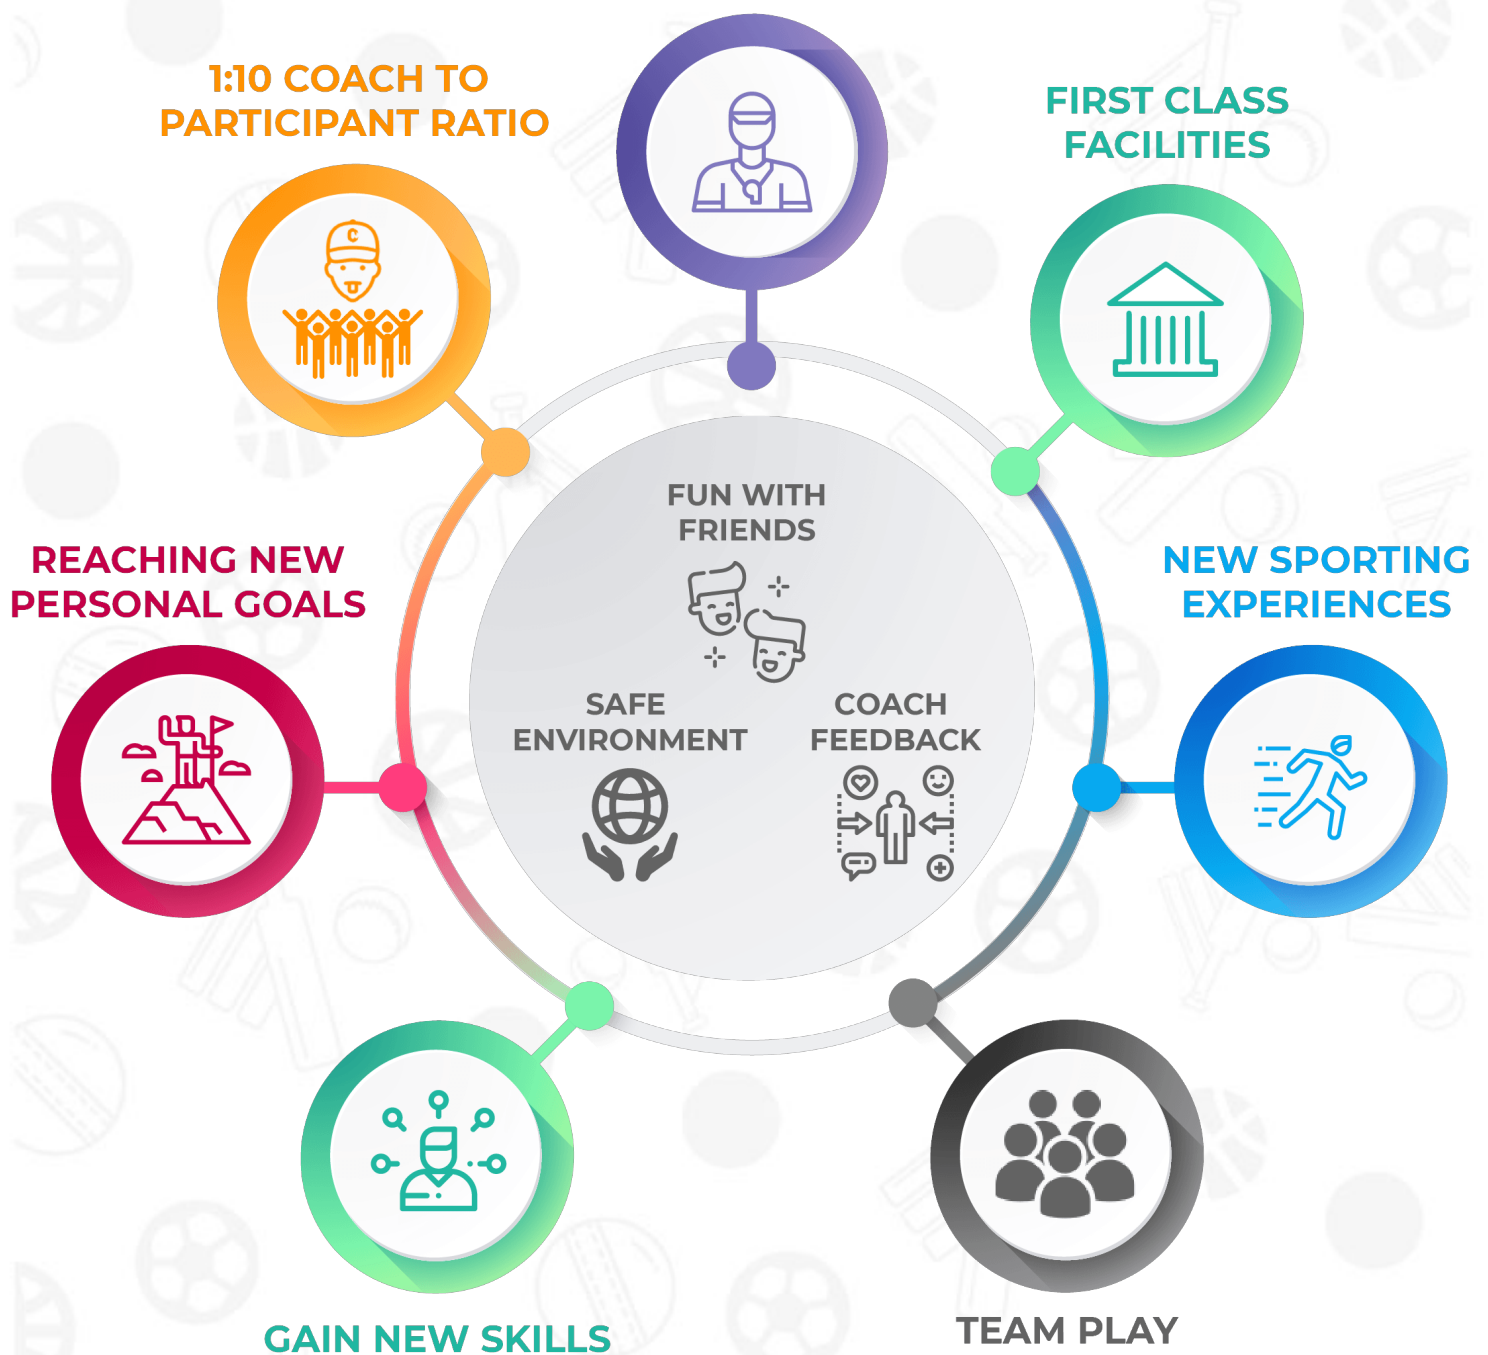 1:10 COACH TO
PARTICIPANT RATIO
FIRST CLASS
FACILITIES
C
FUN WITH
FRIENDS
REACHING NEW
PERSONAL GOALS
NEW SPORTING
EXPERIENCES
SAFE
ENVIRONMENT
COACH
FEEDBACK
GAIN NEW SKILLS
TEAM PLAY